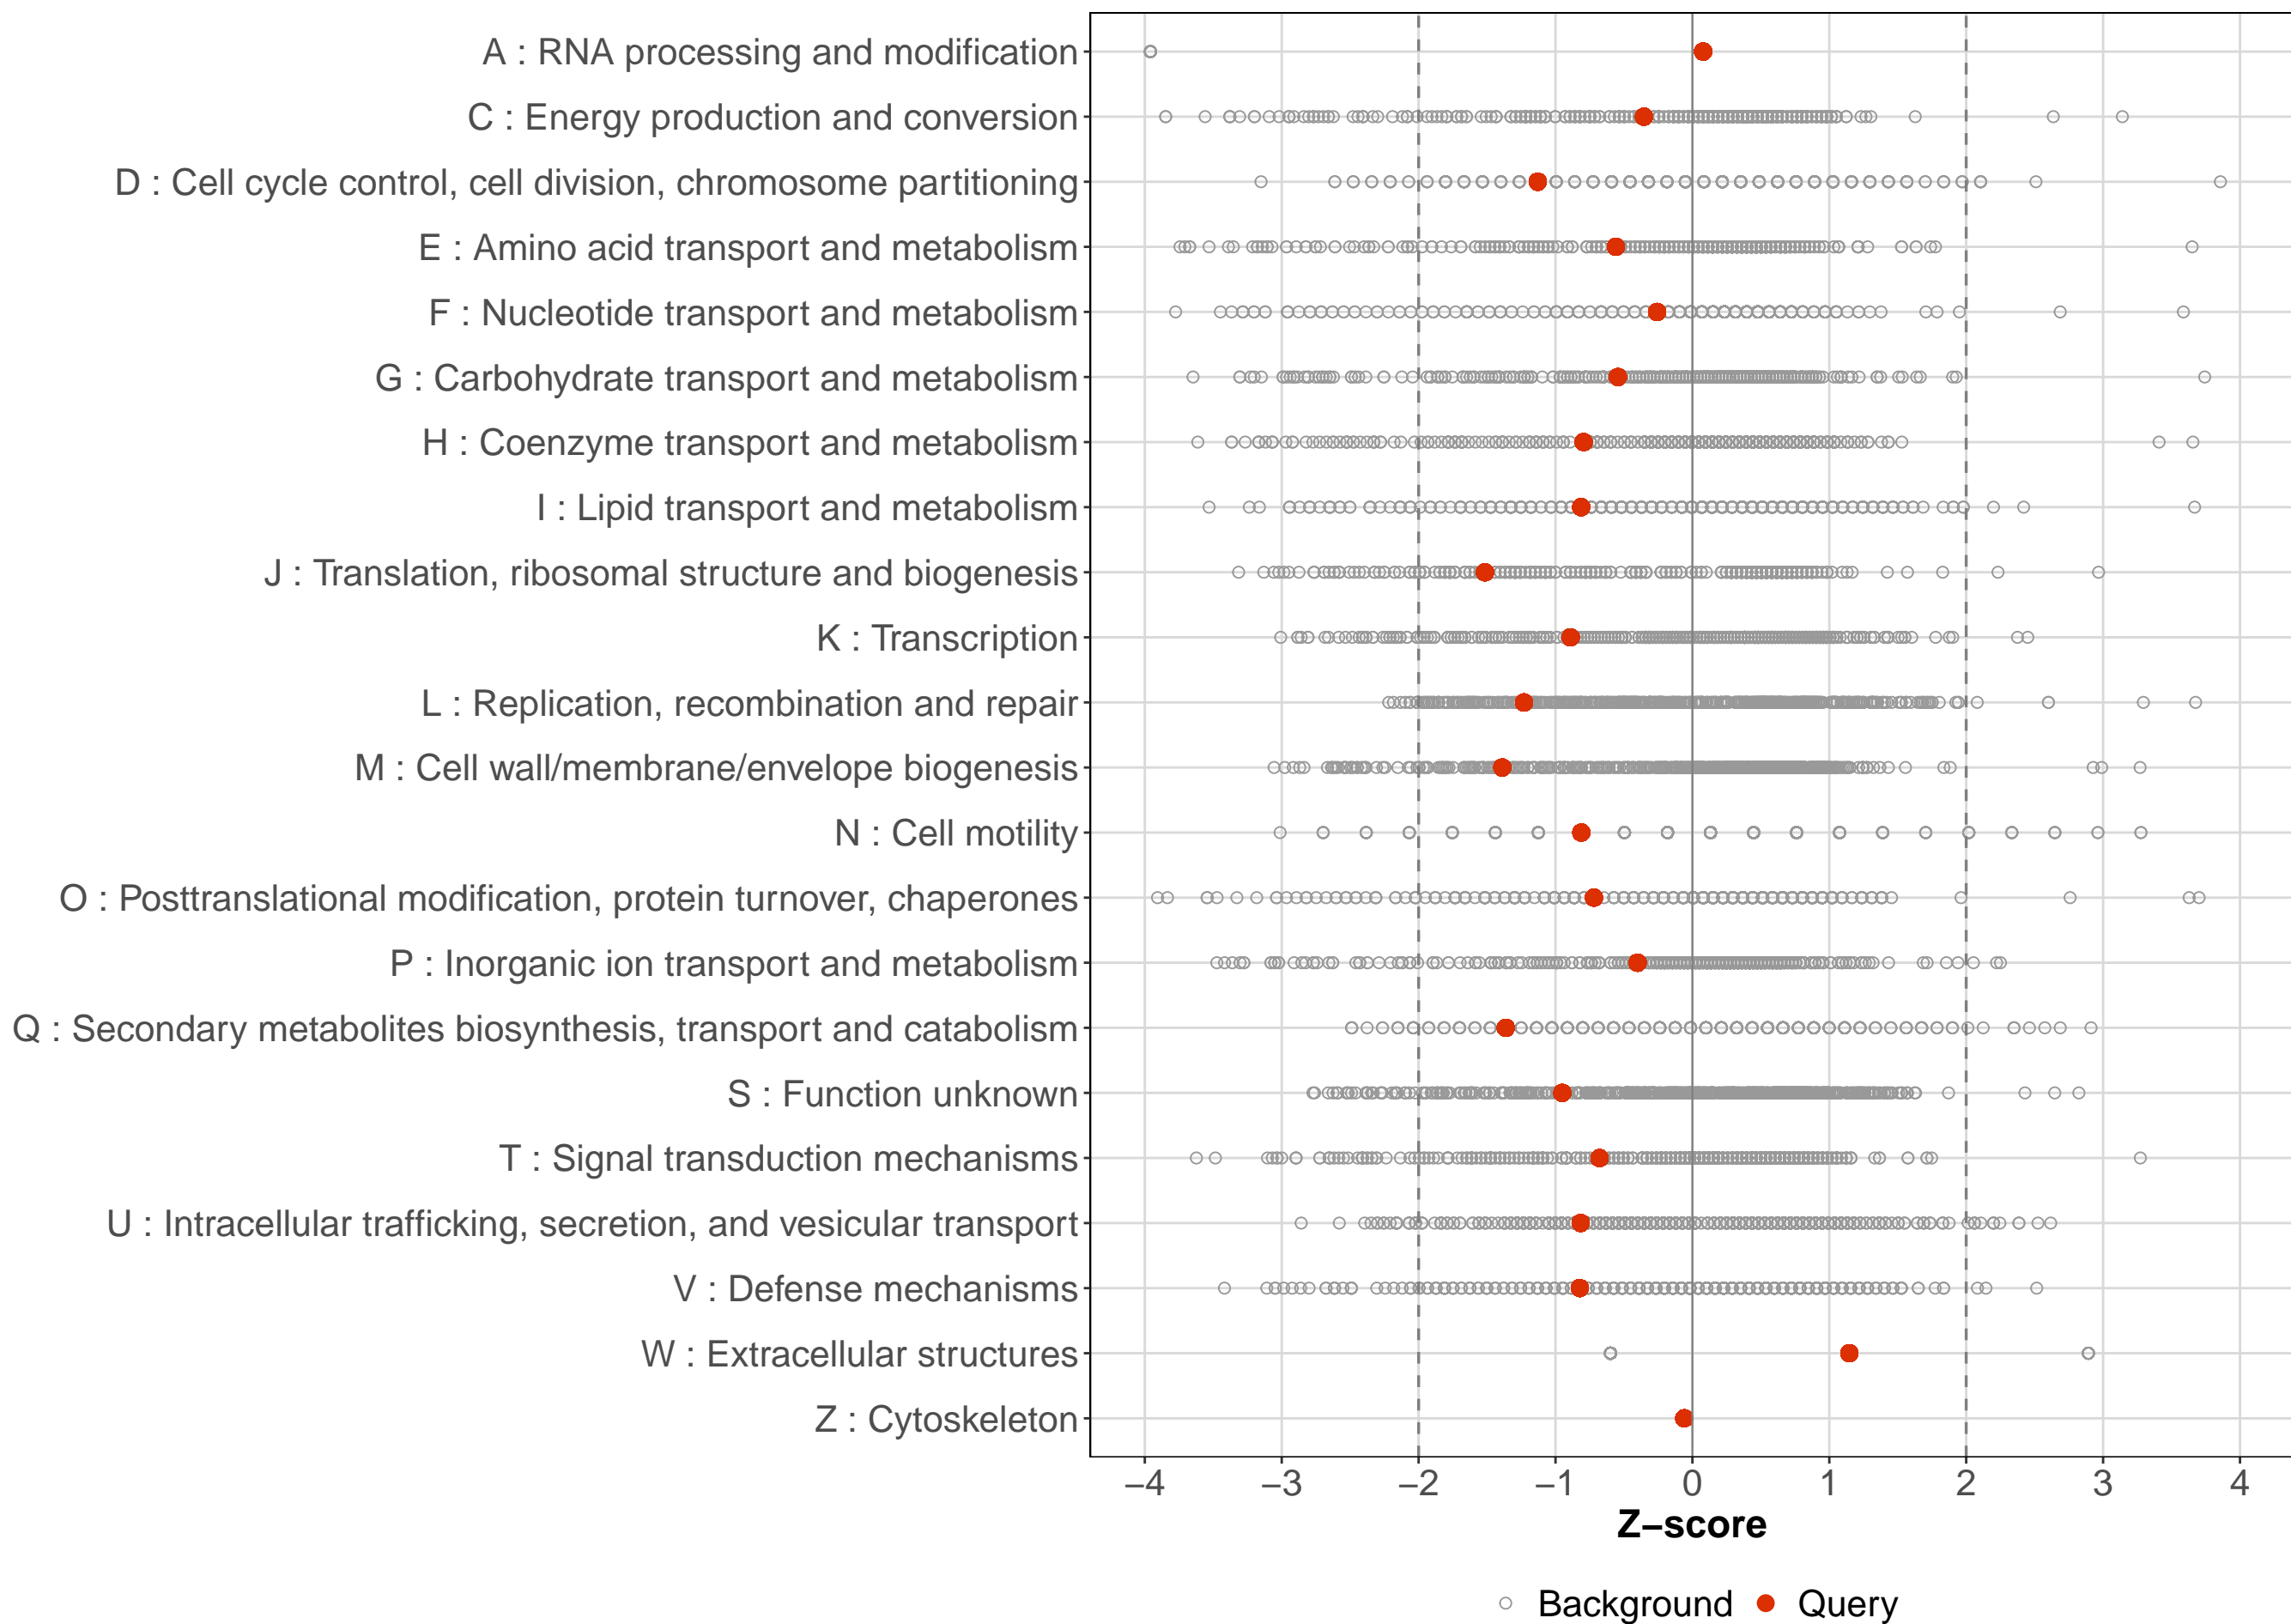 A : RNA processing and modification
C : Energy production and conversion
D : Cell cycle control, cell division, chromosome partitioning
E : Amino acid transport and metabolism
F : Nucleotide transport and metabolism
G : Carbohydrate transport and metabolism
H : Coenzyme transport and metabolism
I : Lipid transport and metabolism
J : Translation, ribosomal structure and biogenesis
K : Transcription
L : Replication, recombination and repair
M : Cell wall/membrane/envelope biogenesis
N : Cell motility
O : Posttranslational modification, protein turnover, chaperones
P : Inorganic ion transport and metabolism
Q : Secondary metabolites biosynthesis, transport and catabolism
S : Function unknown
T : Signal transduction mechanisms
U : Intracellular trafficking, secretion, and vesicular transport
V : Defense mechanisms
W : Extracellular structures
Z : Cytoskeleton
−4 −3 −2 −1 0 1 2 3 4
Z−score
Background Query